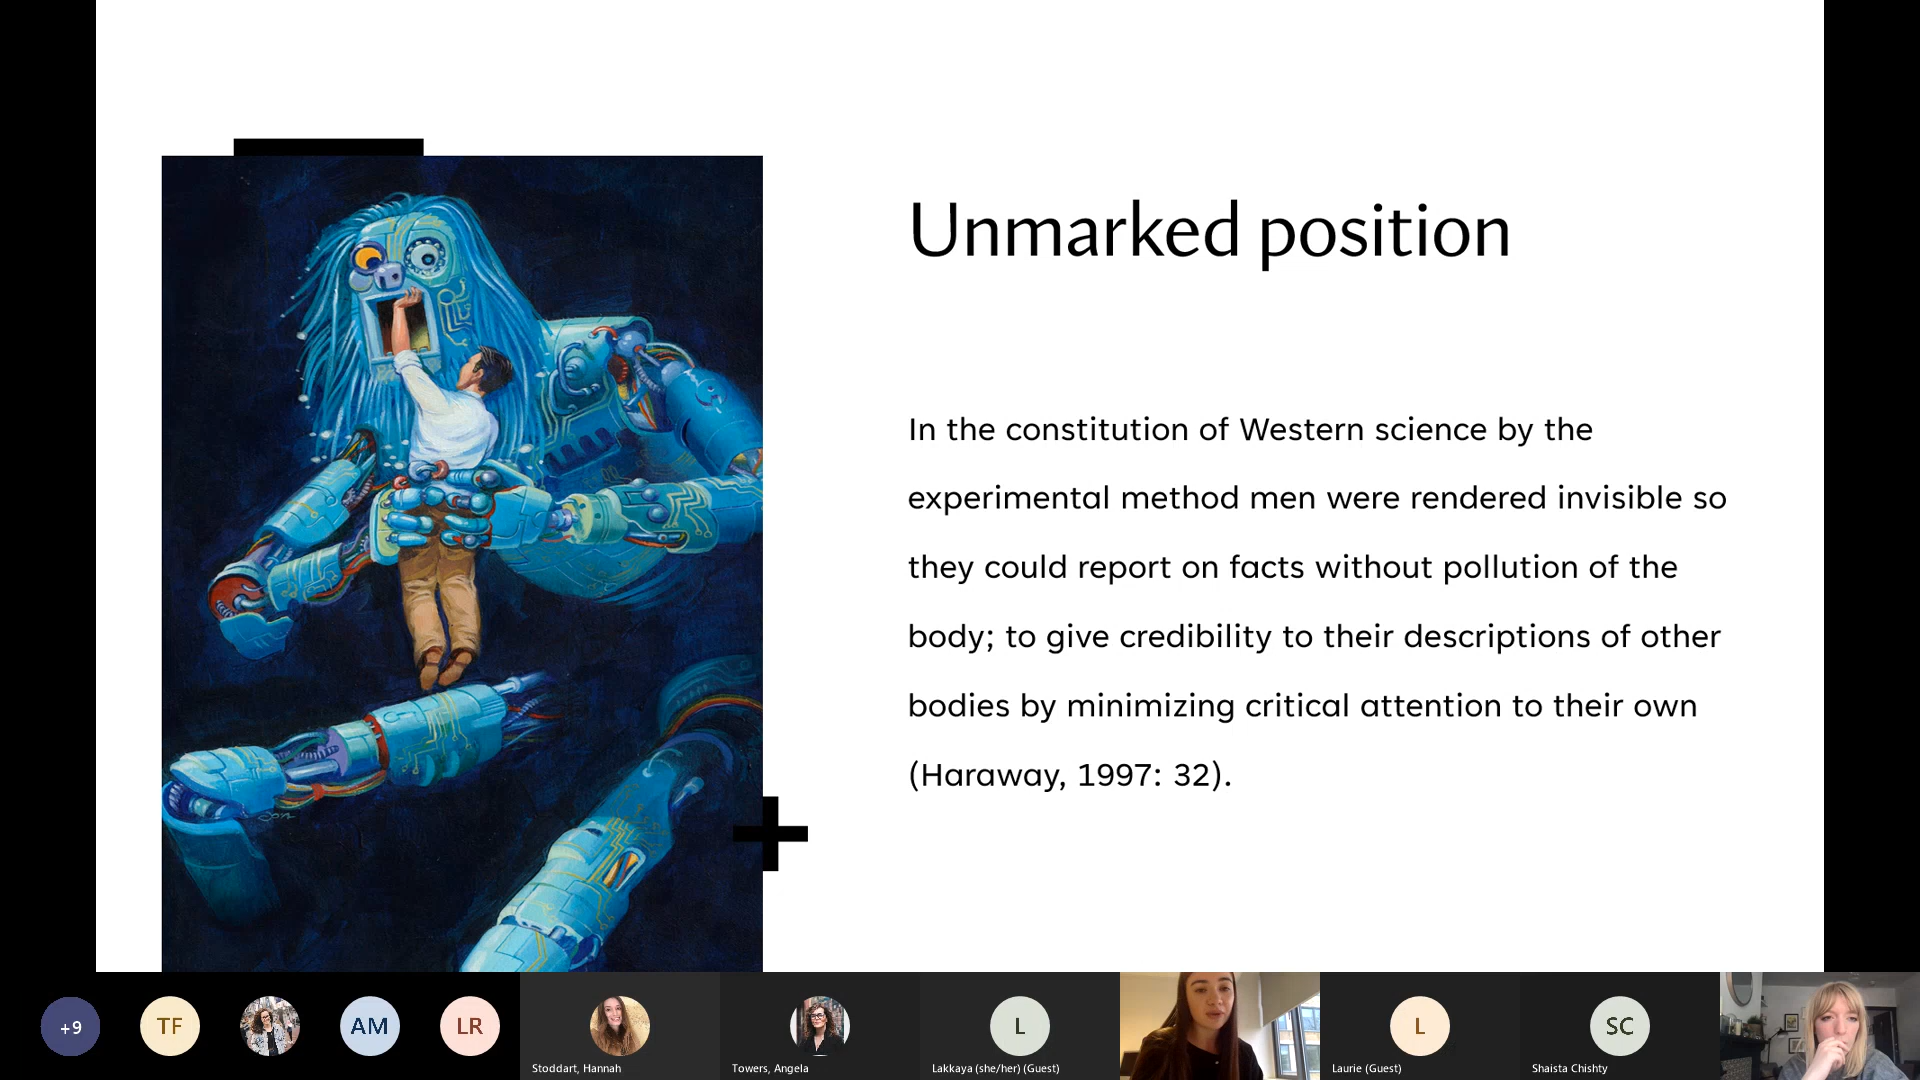 Unmarked position
In the constitution of Western science by the
experimental method men were rendered invisible so
they could report on facts without pollution of the
body; to give credibility to their descriptions of other
bodies by minimizing critical attention to their own
(Haraway, 1997: 32).
+9
TF
AM
LR
L
L
SC
Stoddart, Hannah
Towers, Angela
Lakkaya (she/her) (Guest)
Laurie (Guest)
Shaista Chishty